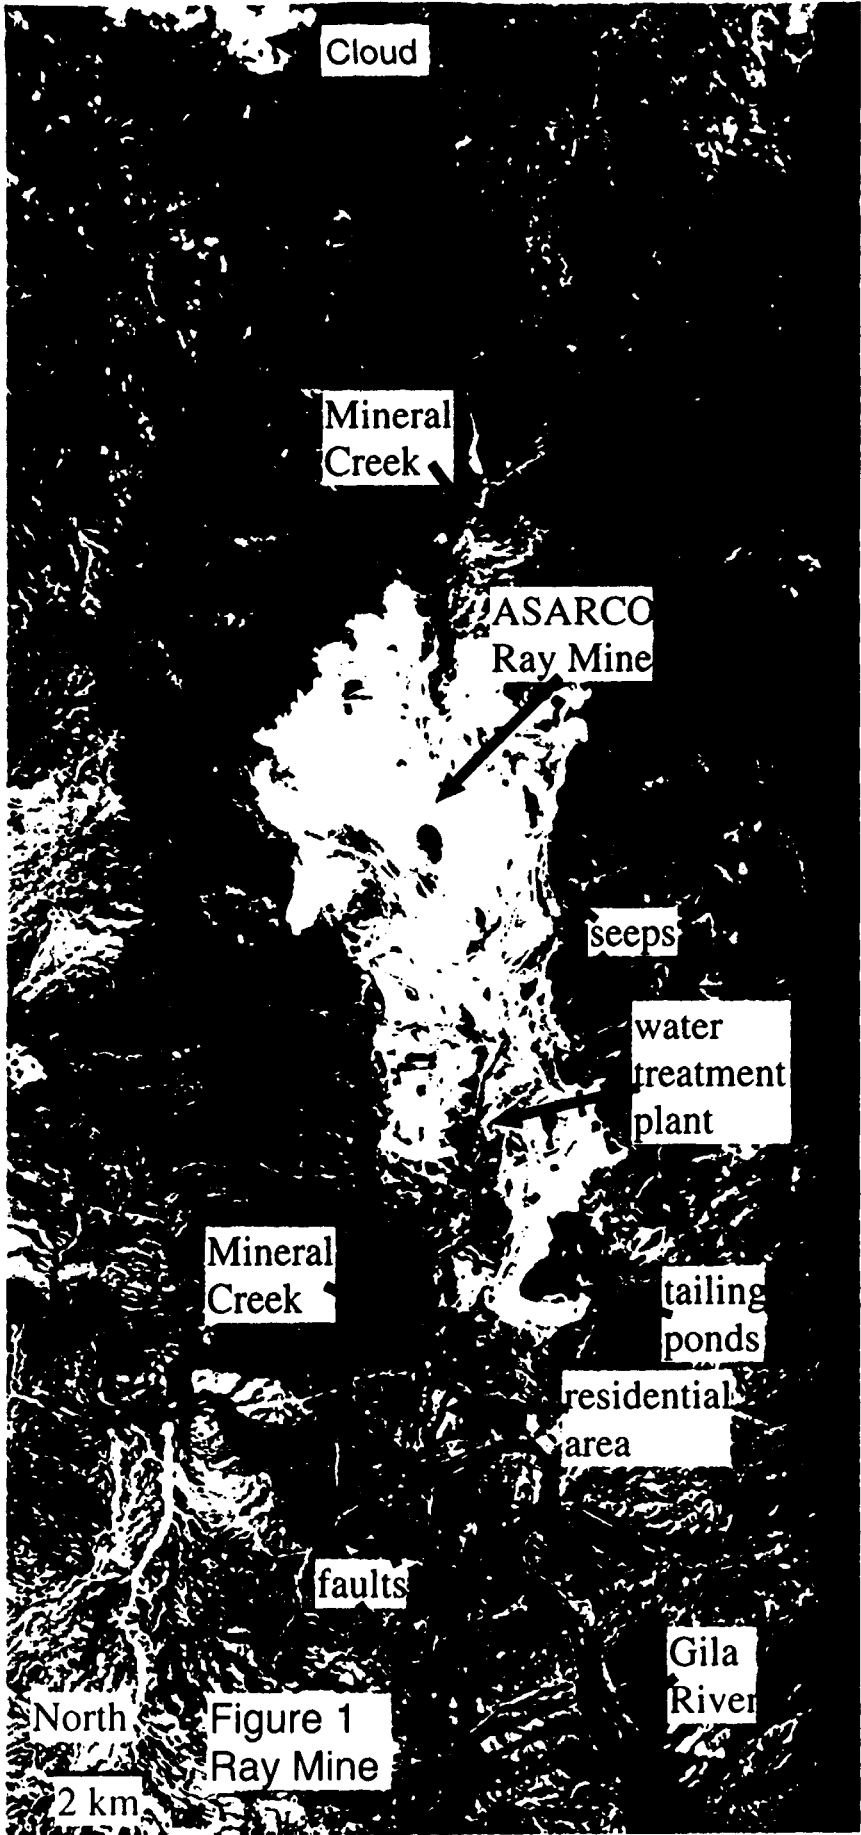 Cloud
Mineral
Creek
ASARCO
Ray Mine
seeps
water
treatment
plant
Mineral
Creek
tailing
ponds
residential
area
faults
Gila
River
North
Figure 1
Ray Mine
2 km